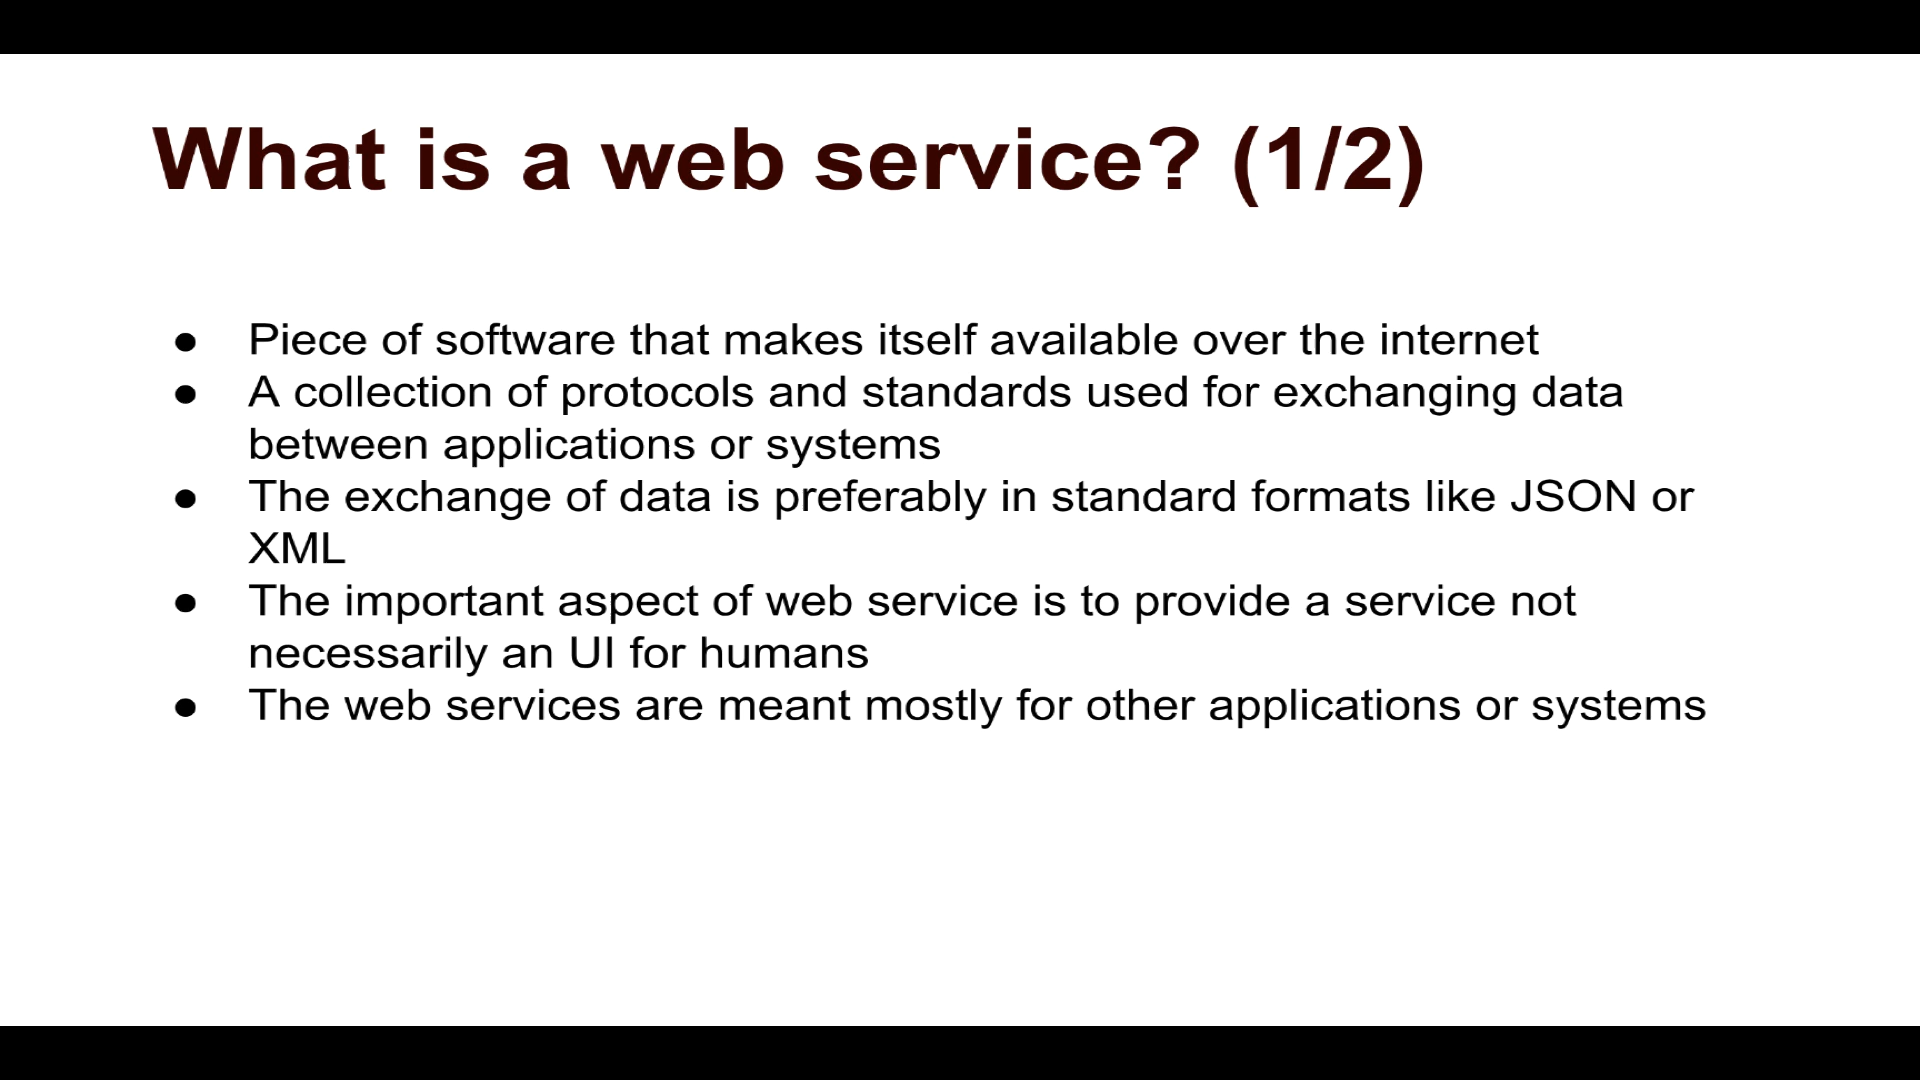 What is a web service? (1/2)
● Piece of software that makes itself available over the internet
● A collection of protocols and standards used for exchanging data
between applications or systems
● The exchange of data is preferably in standard formats like JSON or
XML
● The important aspect of web service is to provide a service not
necessarily an UI for humans
● The web services are meant mostly for other applications or systems